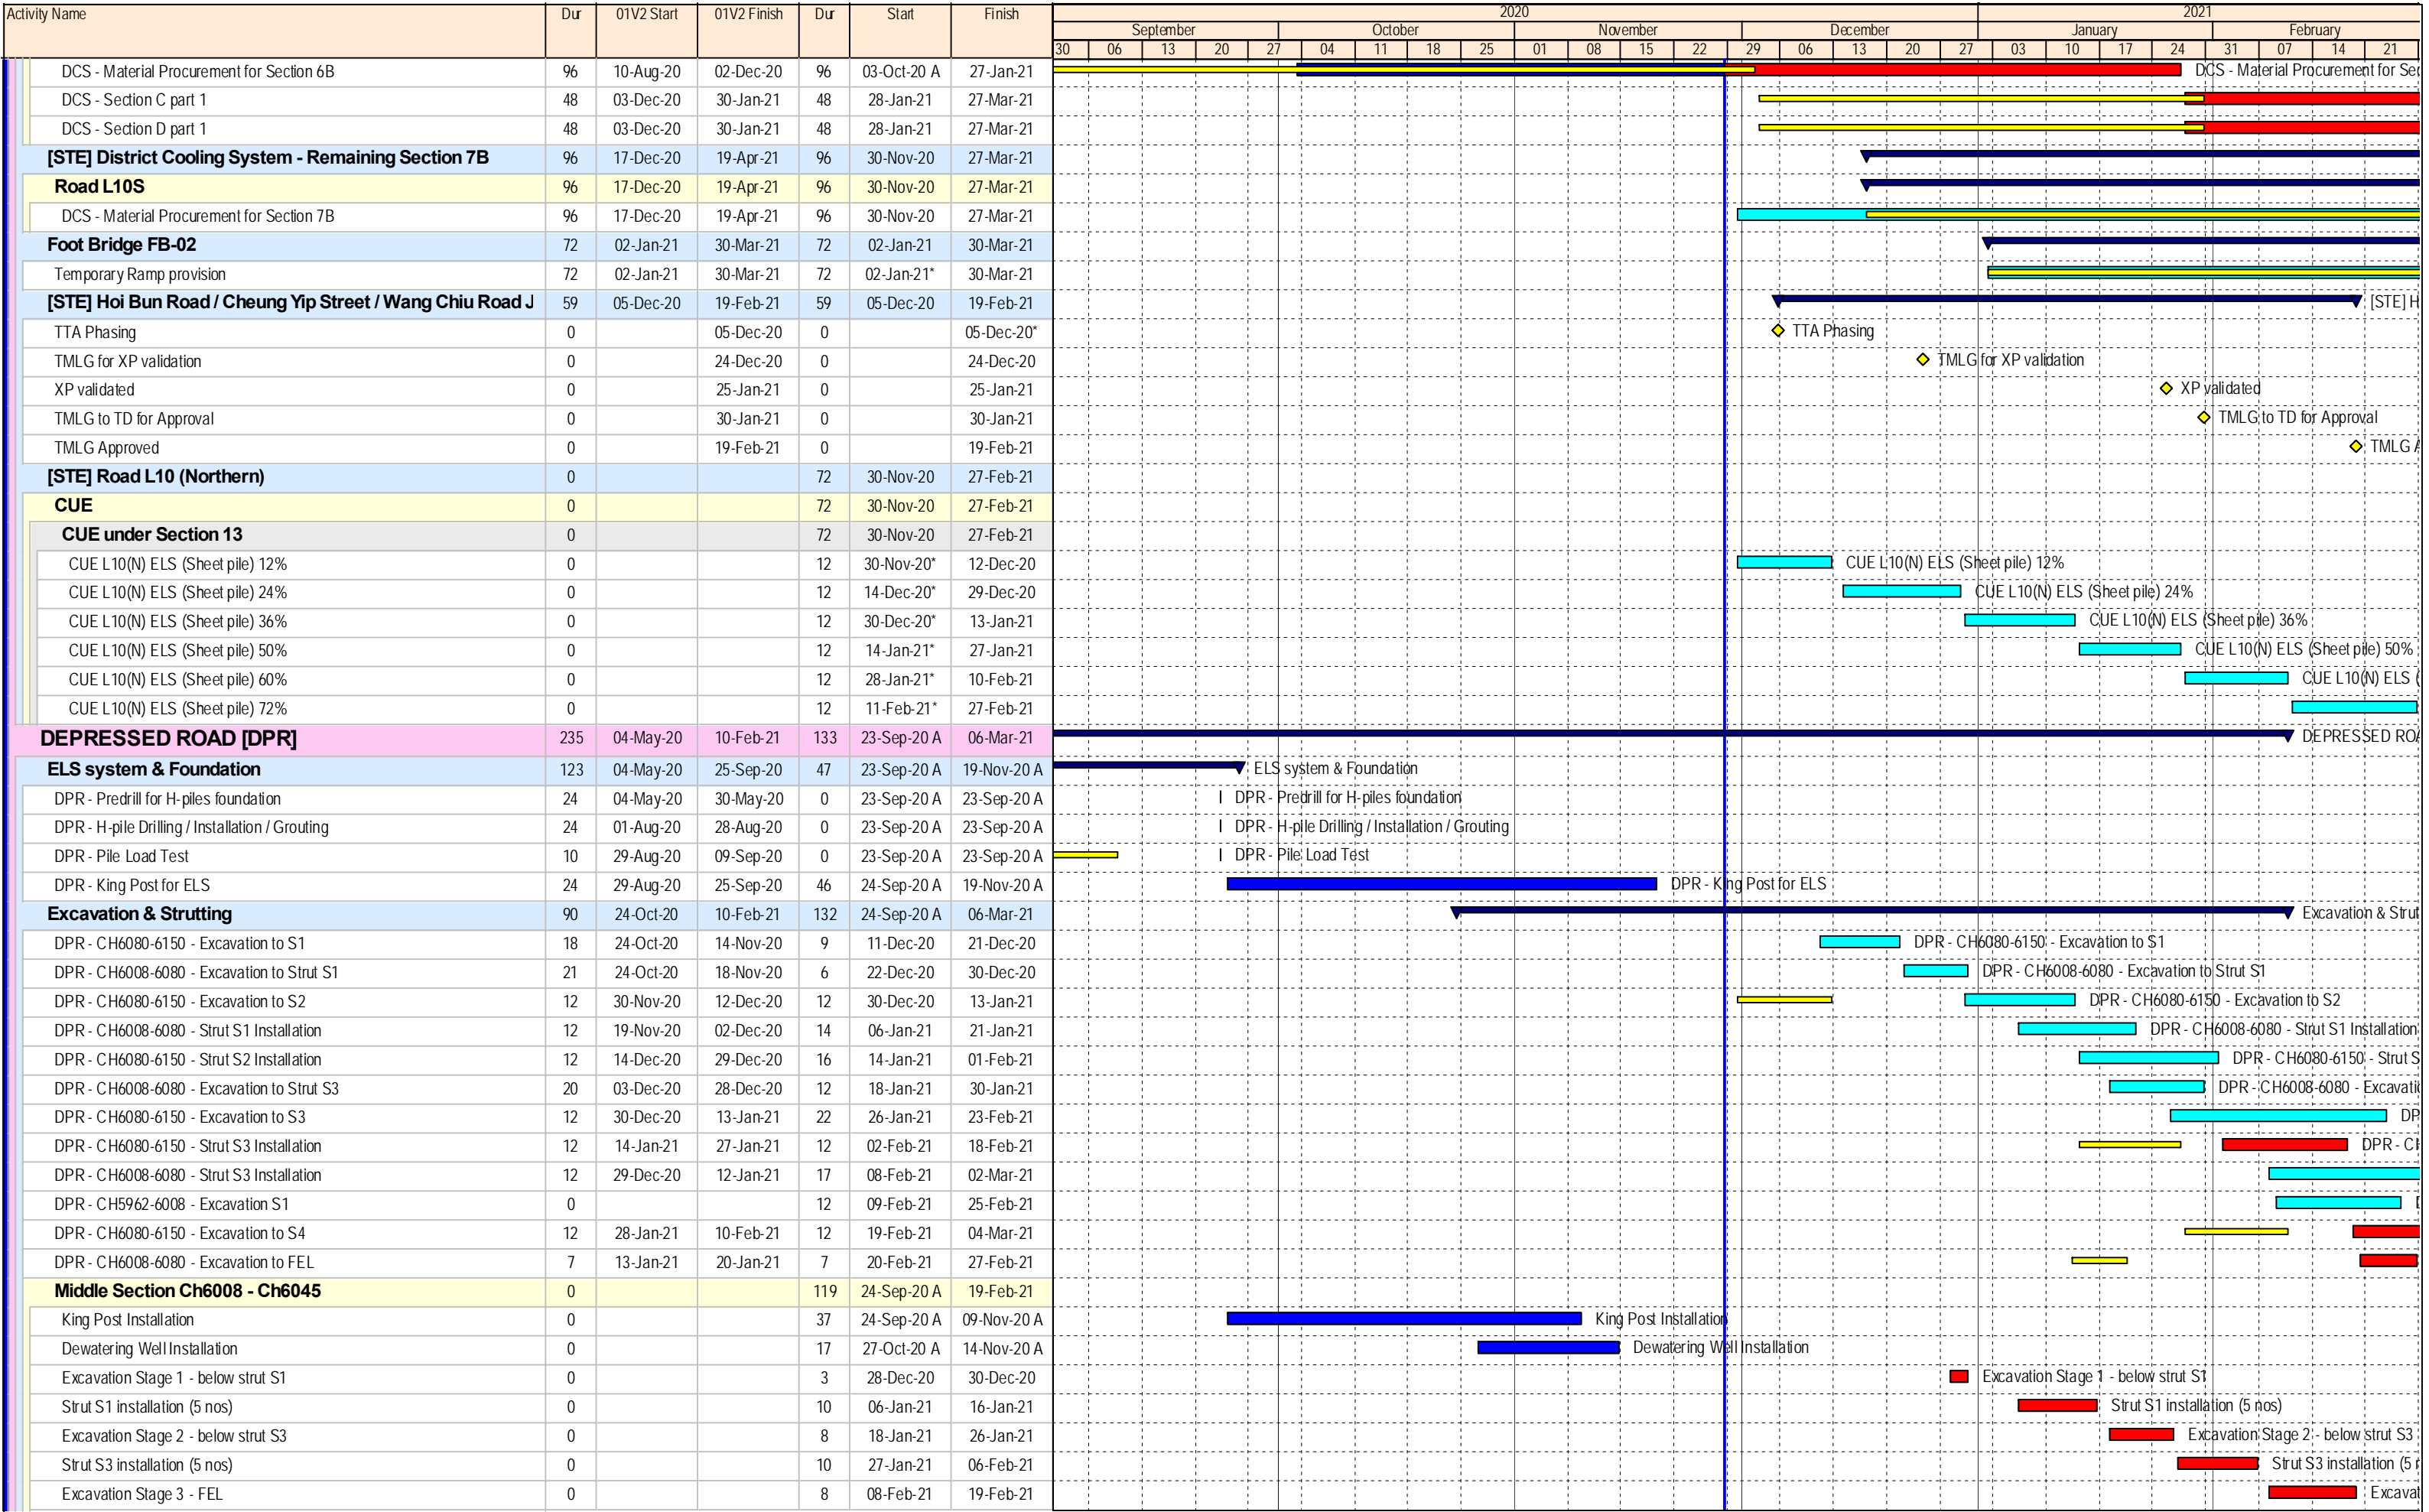 Activity Name Dur 01V2 Start 01V2 Finish Dur Start Finish 2020 2021
September October November December January February
30 06 13 20 27 04 11 18 25 01 08 15 22 29 06 13 20 27 03 10 17 24 31 07 14 21
DCS - Material Procurement for Section 6B 96 10-Aug-20 02-Dec-20 96 03-Oct-20 A 27-Jan-21 DCS - Material Procurement for Sec
DCS - Section C part 1 48 03-Dec-20 30-Jan-21 48 28-Jan-21 27-Mar-21
DCS - Section D part 1 48 03-Dec-20 30-Jan-21 48 28-Jan-21 27-Mar-21
[STE] District Cooling System - Remaining Section 7B 96 17-Dec-20 19-Apr-21 96 30-Nov-20 27-Mar-21
Road L10S 96 17-Dec-20 19-Apr-21 96 30-Nov-20 27-Mar-21
DCS - Material Procurement for Section 7B 96 17-Dec-20 19-Apr-21 96 30-Nov-20 27-Mar-21
Foot Bridge FB-02 72 02-Jan-21 30-Mar-21 72 02-Jan-21 30-Mar-21
Temporary Ramp provision 72 02-Jan-21 30-Mar-21 72 02-Jan-21* 30-Mar-21
[STE] Hoi Bun Road / Cheung Yip Street / Wang Chiu Road J 59 05-Dec-20 19-Feb-21 59 05-Dec-20 19-Feb-21 [STE] H
TTA Phasing 0 05-Dec-20 0 05-Dec-20* TTA Phasing
TMLG for XP validation 0 24-Dec-20 0 24-Dec-20 TMLG for XP validation
XP validated 0 25-Jan-21 0 25-Jan-21 XP validated
TMLG to TD for Approval 0 30-Jan-21 0 30-Jan-21 TMLG to TD for Approval
TMLG Approved 0 19-Feb-21 0 19-Feb-21 TMLG A
[STE] Road L10 (Northern) 0 72 30-Nov-20 27-Feb-21
CUE 0 72 30-Nov-20 27-Feb-21
CUE under Section 13 0 72 30-Nov-20 27-Feb-21
CUE L10(N) ELS (Sheet pile) 12% 0 12 30-Nov-20* 12-Dec-20 CUE L10(N) ELS (Sheet pile) 12%
CUE L10(N) ELS (Sheet pile) 24% 0 12 14-Dec-20* 29-Dec-20 CUE L10(N) ELS (Sheet pile) 24%
CUE L10(N) ELS (Sheet pile) 36% 0 12 30-Dec-20* 13-Jan-21 CUE L10(N) ELS (Sheet pile) 36%
CUE L10(N) ELS (Sheet pile) 50% 0 12 14-Jan-21* 27-Jan-21 CUE L10(N) ELS (Sheet pile) 50%
CUE L10(N) ELS (Sheet pile) 60% 0 12 28-Jan-21* 10-Feb-21 CUE L10(N) ELS (
CUE L10(N) ELS (Sheet pile) 72% 0 12 11-Feb-21* 27-Feb-21
DEPRESSED ROAD [DPR] 235 04-May-20 10-Feb-21 133 23-Sep-20 A 06-Mar-21 DEPRESSED ROA
ELS system & Foundation 123 04-May-20 25-Sep-20 47 23-Sep-20 A 19-Nov-20 A ELS system & Foundation
DPR - Predrill for H-piles foundation 24 04-May-20 30-May-20 0 23-Sep-20 A 23-Sep-20 A DPR - Predrill for H-piles foundation
DPR - H-pile Drilling / Installation / Grouting 24 01-Aug-20 28-Aug-20 0 23-Sep-20 A 23-Sep-20 A DPR - H-pile Drilling / Installation / Grouting
DPR - Pile Load Test 10 29-Aug-20 09-Sep-20 0 23-Sep-20 A 23-Sep-20 A DPR - Pile Load Test
DPR - King Post for ELS 24 29-Aug-20 25-Sep-20 46 24-Sep-20 A 19-Nov-20 A DPR - King Post for ELS
Excavation & Strutting 90 24-Oct-20 10-Feb-21 132 24-Sep-20 A 06-Mar-21 Excavation & Strut
DPR - CH6080-6150 - Excavation to S1 18 24-Oct-20 14-Nov-20 9 11-Dec-20 21-Dec-20 DPR - CH6080-6150 - Excavation to S1
DPR - CH6008-6080 - Excavation to Strut S1 21 24-Oct-20 18-Nov-20 6 22-Dec-20 30-Dec-20 DPR - CH6008-6080 - Excavation to Strut S1
DPR - CH6080-6150 - Excavation to S2 12 30-Nov-20 12-Dec-20 12 30-Dec-20 13-Jan-21 DPR - CH6080-6150 - Excavation to S2
DPR - CH6008-6080 - Strut S1 Installation 12 19-Nov-20 02-Dec-20 14 06-Jan-21 21-Jan-21 DPR - CH6008-6080 - Strut S1 Installation
DPR - CH6080-6150 - Strut S2 Installation 12 14-Dec-20 29-Dec-20 16 14-Jan-21 01-Feb-21 DPR - CH6080-6150 - Strut S
DPR - CH6008-6080 - Excavation to Strut S3 20 03-Dec-20 28-Dec-20 12 18-Jan-21 30-Jan-21 DPR - CH6008-6080 - Excavatio
DPR - CH6080-6150 - Excavation to S3 12 30-Dec-20 13-Jan-21 22 26-Jan-21 23-Feb-21 DP
DPR - CH6080-6150 - Strut S3 Installation 12 14-Jan-21 27-Jan-21 12 02-Feb-21 18-Feb-21 DPR - CH
DPR - CH6008-6080 - Strut S3 Installation 12 29-Dec-20 12-Jan-21 17 08-Feb-21 02-Mar-21
DPR - CH5962-6008 - Excavation S1 0 12 09-Feb-21 25-Feb-21
DPR - CH6080-6150 - Excavation to S4 12 28-Jan-21 10-Feb-21 12 19-Feb-21 04-Mar-21
DPR - CH6008-6080 - Excavation to FEL 7 13-Jan-21 20-Jan-21 7 20-Feb-21 27-Feb-21
Middle Section Ch6008 - Ch6045 0 119 24-Sep-20 A 19-Feb-21
King Post Installation 0 37 24-Sep-20 A 09-Nov-20 A King Post Installation
Dewatering Well Installation 0 17 27-Oct-20 A 14-Nov-20 A Dewatering Well Installation
Excavation Stage 1 - below strut S1 0 3 28-Dec-20 30-Dec-20 Excavation Stage 1 - below strut S1
Strut S1 installation (5 nos) 0 10 06-Jan-21 16-Jan-21 Strut S1 installation (5 nos)
Excavation Stage 2 - below strut S3 0 8 18-Jan-21 26-Jan-21 Excavation Stage 2 - below strut S3
Strut S3 installation (5 nos) 0 10 27-Jan-21 06-Feb-21 Strut S3 installation (5
Excavation Stage 3 - FEL 0 8 08-Feb-21 19-Feb-21 Excavat